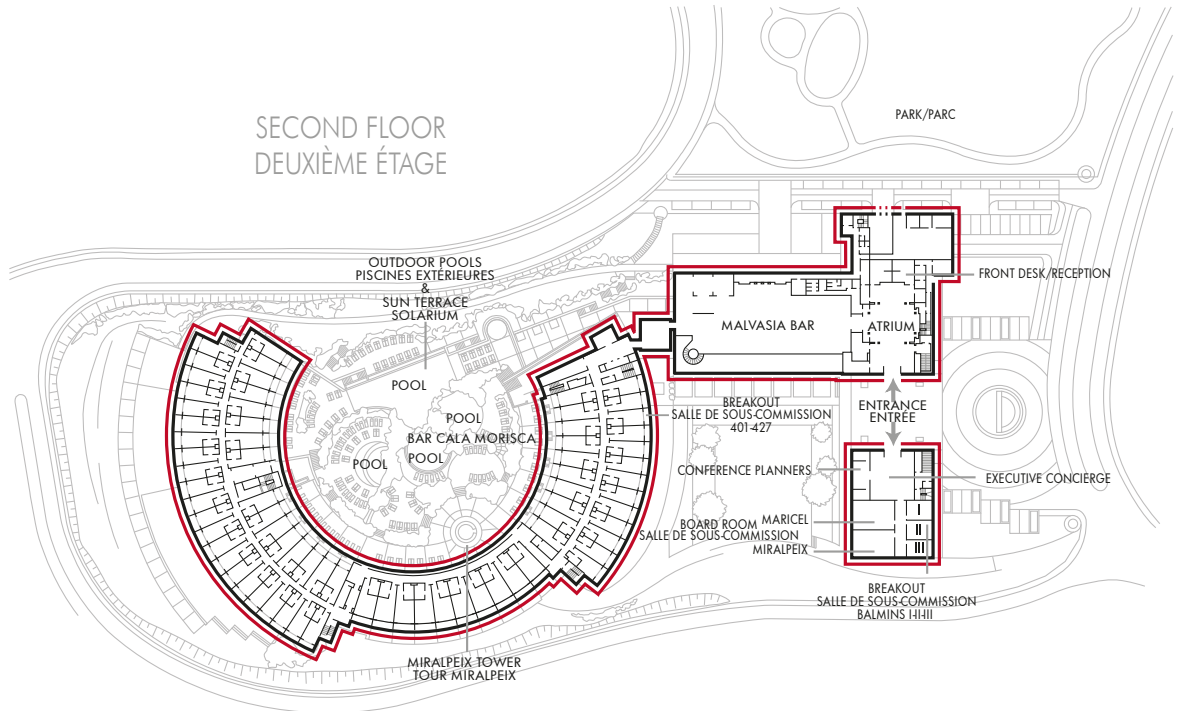 SECOND FLOOR
DEUXIÈME ÉTAGE
PARK/PARC
OUTDOOR POOLS
PISCINES EXTÉRIEURES
&
SUN TERRACE
SOLARIUM
FRONT DESK/RECEPTION
MALVASIA BAR
ATRIUM
POOL
POOL
BAR CALA MORISCA
POOL
POOL
BREAKOUT
SALLE DE SOUS-COMMISSION
401-427
ENTRANCE
ENTRÉE
CONFERENCE PLANNERS
EXECUTIVE CONCIERGE
MARICEL
BOARD ROOM
SALLE DE SOUS-COMMISSION
MIRALPEIX
I
II
III
BREAKOUT
SALLE DE SOUS-COMMISSION
BALMINS I-II-III
MIRALPEIX TOWER
TOUR MIRALPEIX